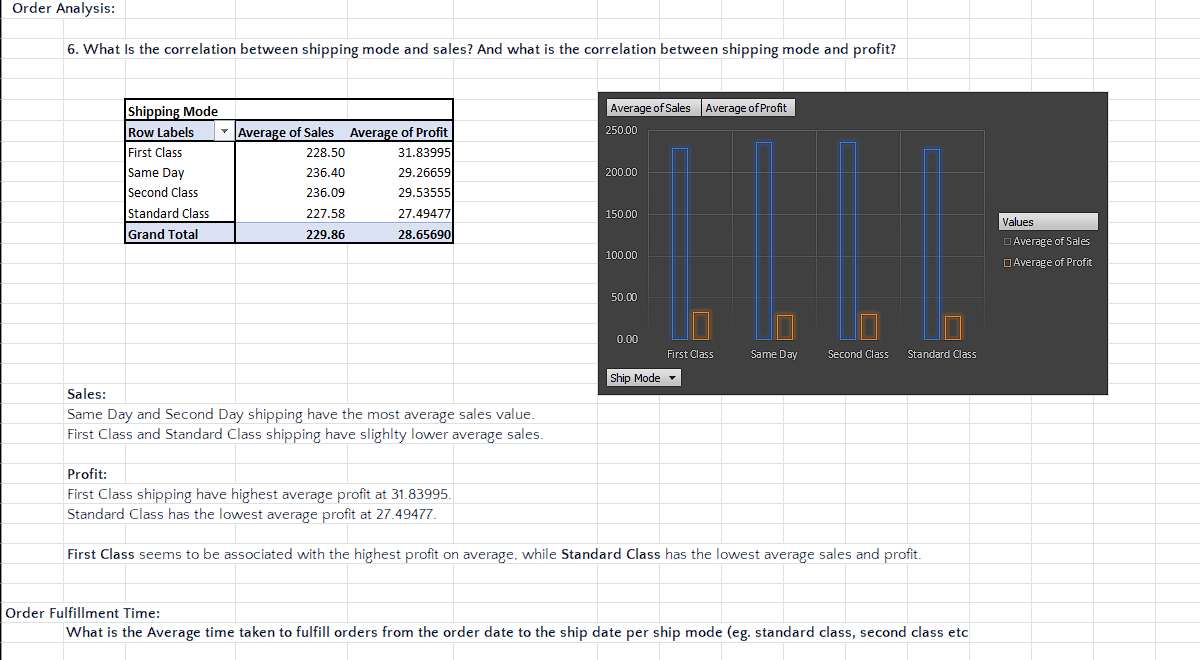 Order Analysis:
6. What Is the correlation between shipping mode and sales? And what is the correlation between shipping mode and profit?
Shipping Mode
Row Labels Average of Sales Average of Profit
First Class 228.50 31.83995
Same Day 236.40 29.26659
Second Class 236.09 29.53555
Standard Class 227.58 27.49477
Grand Total 229.86 28.65690
Average of Sales Average of Profit
250.00
200.00
150.00
100.00
50.00
0.00
First Class Same Day Second Class Standard Class
Values
Average of Sales
Average of Profit
Ship Mode
Sales:
Same Day and Second Day shipping have the most average sales value.
First Class and Standard Class shipping have slighlty lower average sales.
Profit:
First Class shipping have highest average profit at 31.83995.
Standard Class has the lowest average profit at 27.49477.
First Class seems to be associated with the highest profit on average, while Standard Class has the lowest average sales and profit.
Order Fulfillment Time:
What is the Average time taken to fulfill orders from the order date to the ship date per ship mode (eg. standard class, second class etc